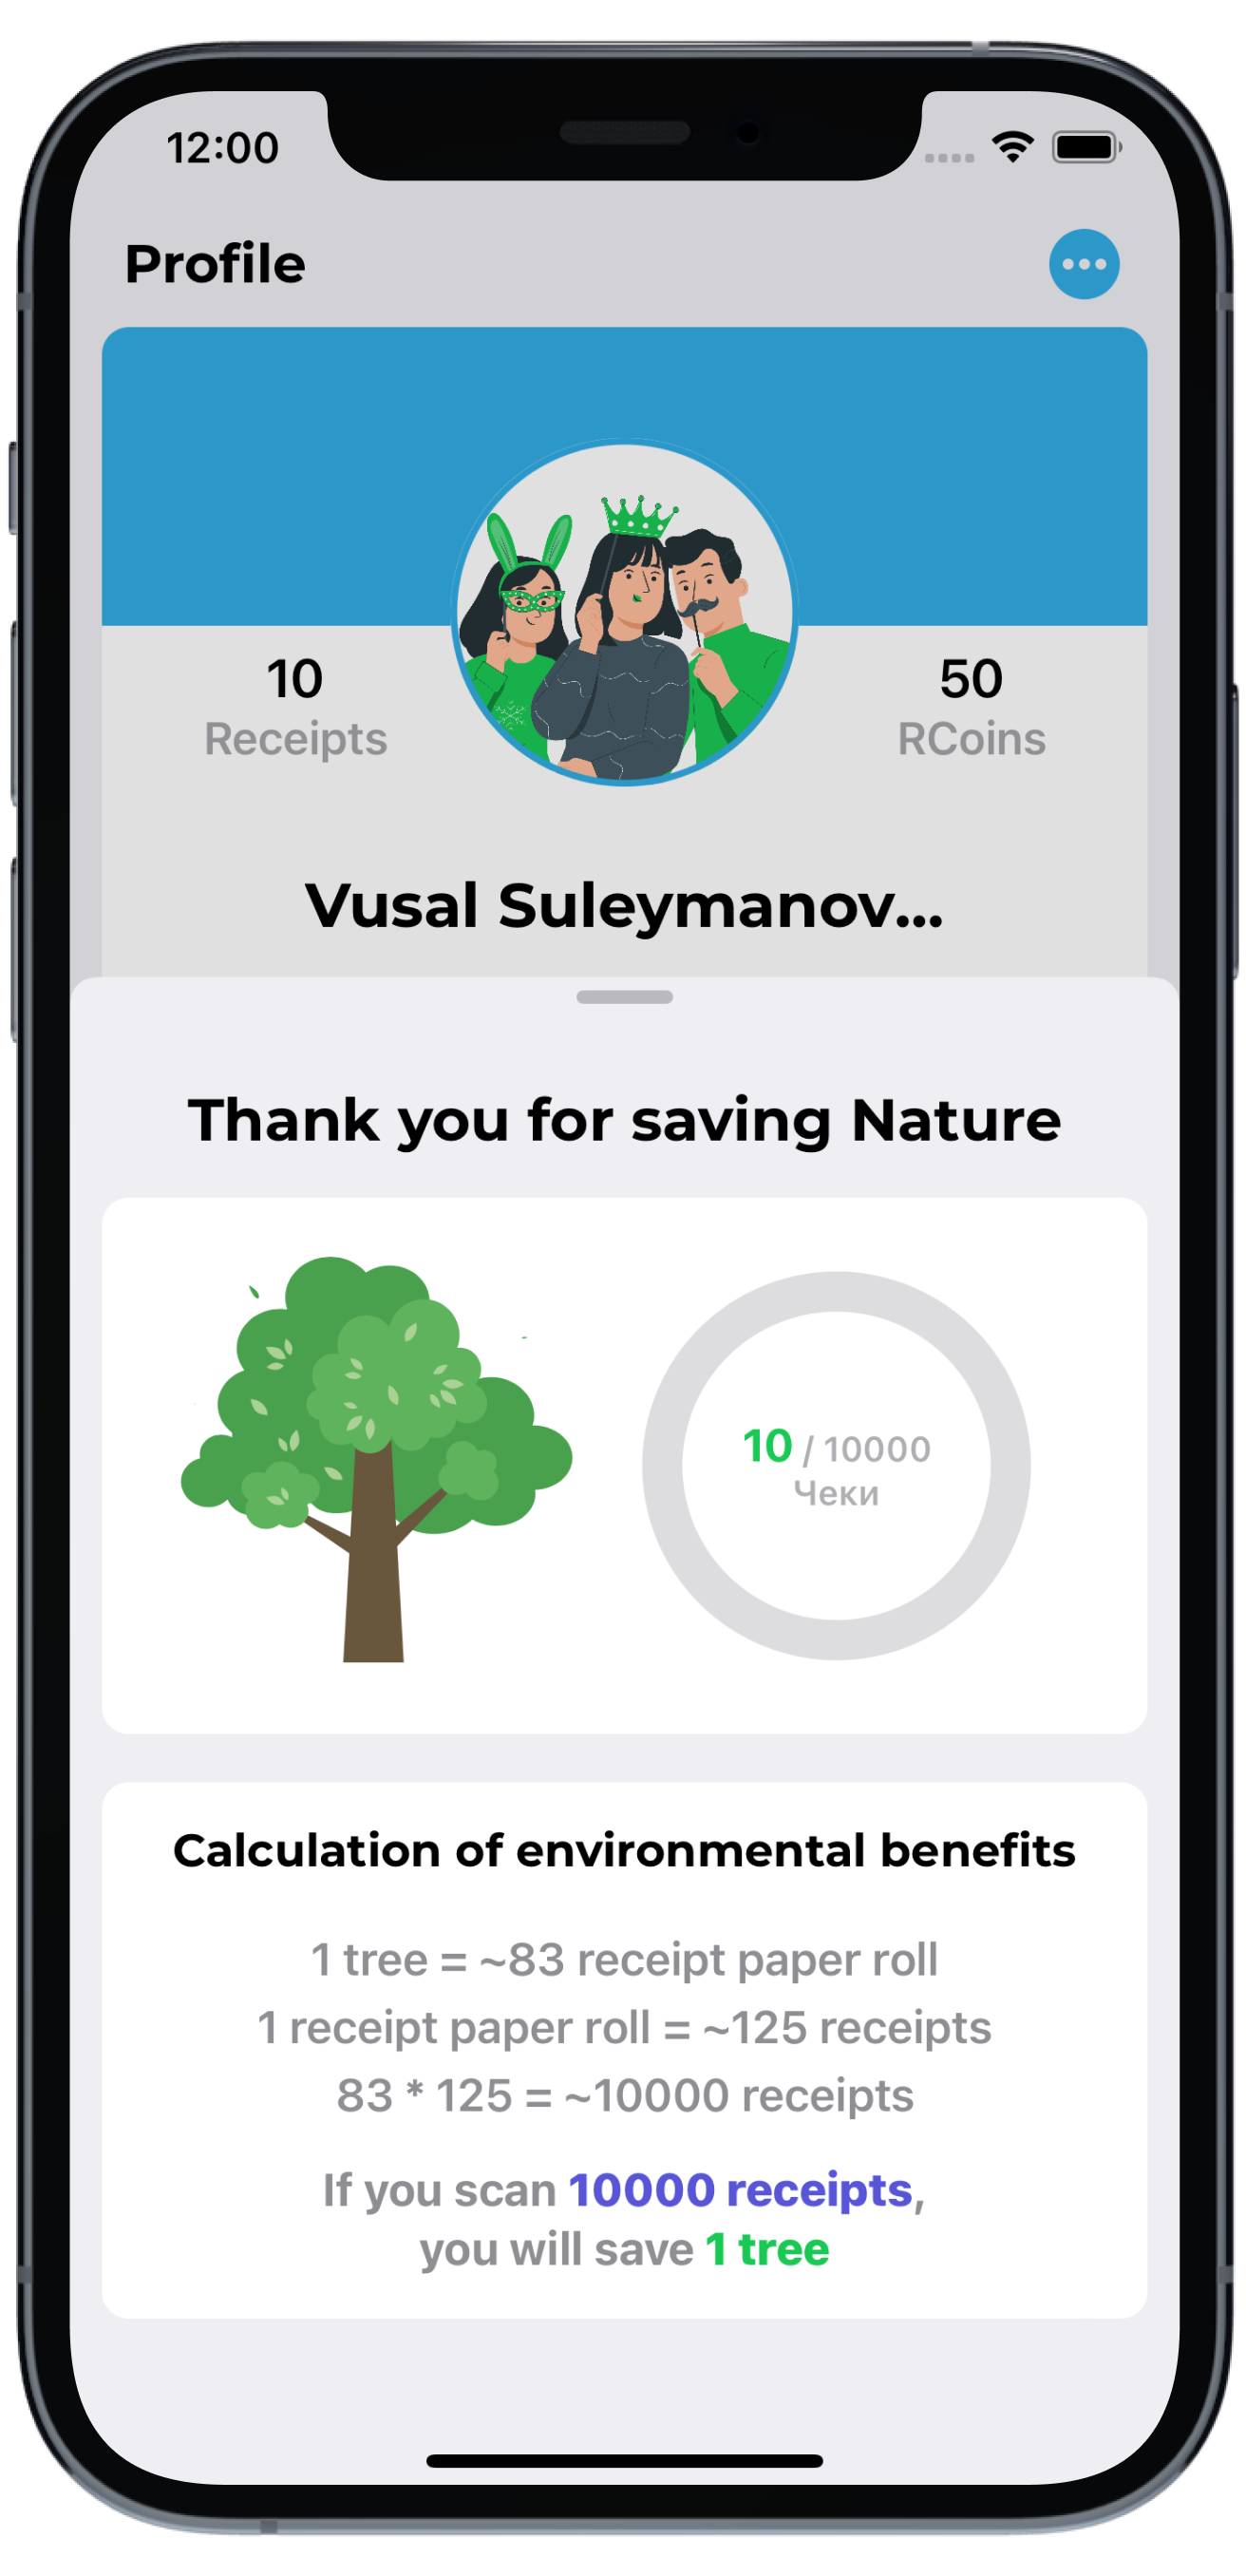 12:00
Profile
10
Receipts
50
RCoins
Vusal Suleymanov...
Thank you for saving Nature
10 / 10000
Чеки
Calculation of environmental benefits
1 tree = ~83 receipt paper roll
1 receipt paper roll = ~125 receipts
83 * 125 = ~10000 receipts
If you scan 10000 receipts,
you will save 1 tree